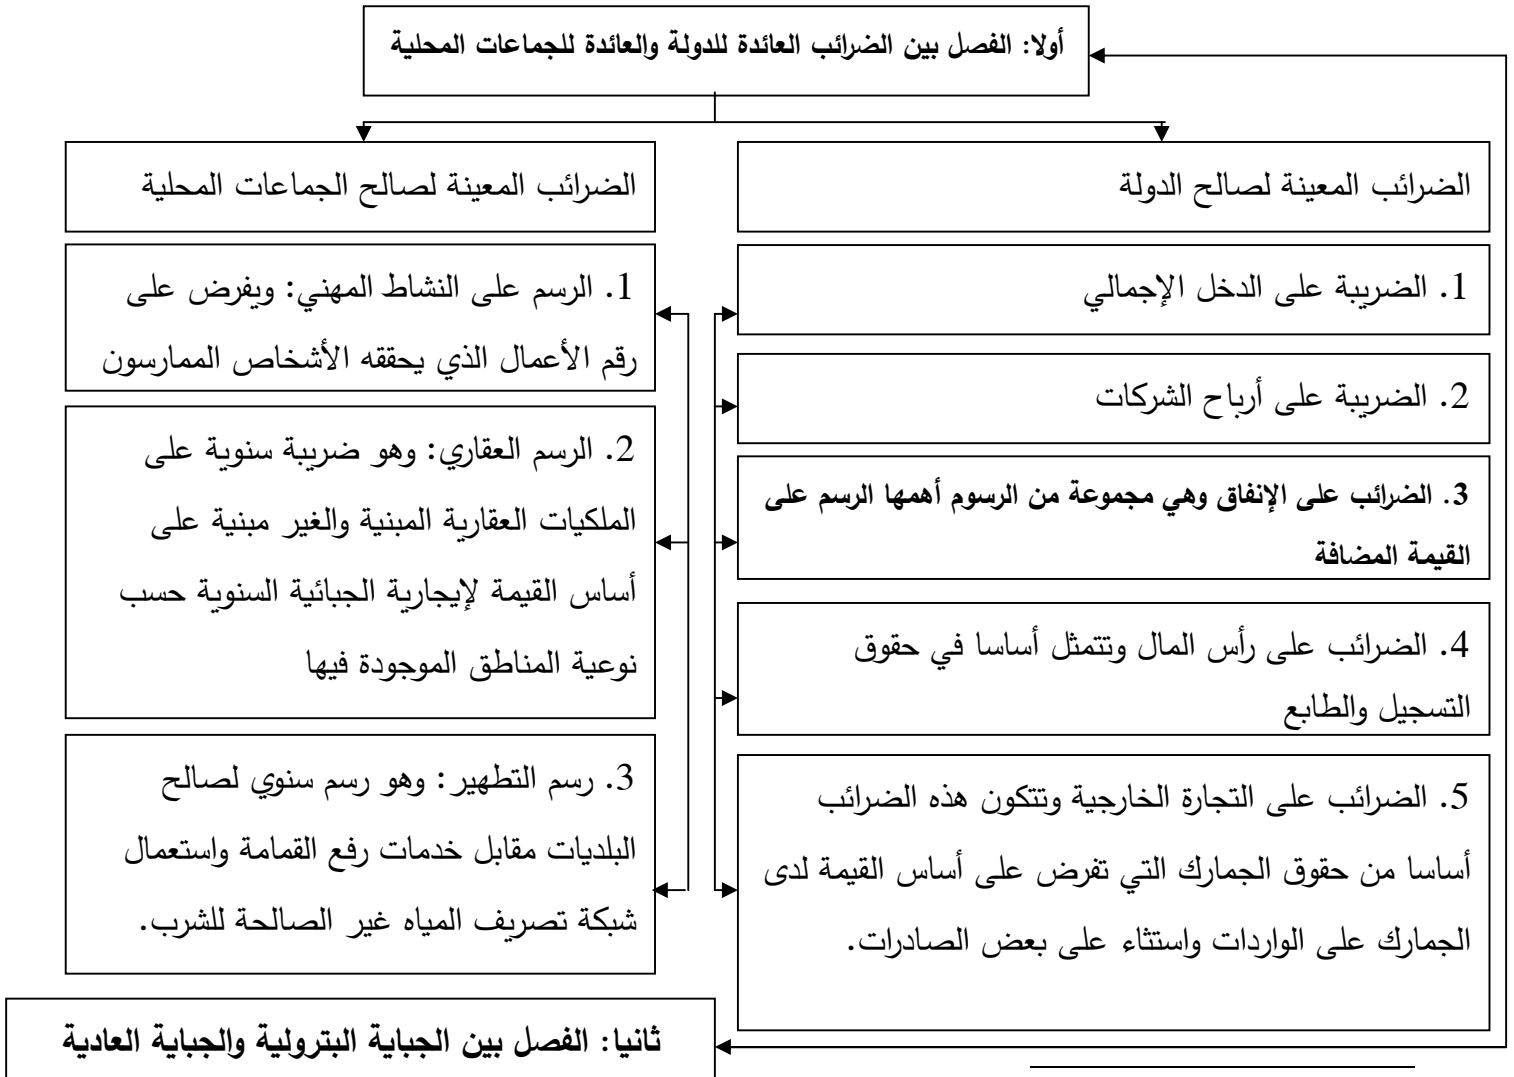 أولا: الفصل بين الضرائب العائدة للدولة والعائدة للجماعات المحلية
الضرائب المعينة لصالح الدولة
1. الضريبة على الدخل الإجمالي
2. الضريبة على أرباح الشركات
3. الضرائب على الإنفاق وهي مجموعة من الرسوم أهمها الرسم على
القيمة المضافة
4. الضرائب على رأس المال وتتمثل أساسا في حقوق
التسجيل والطابع
5. الضرائب على التجارة الخارجية وتتكون هذه الضرائب
أساسا من حقوق الجمارك التي تفرض على أساس القيمة لدى
الجمارك على الواردات واستثاء على بعض الصادرات.
الضرائب المعينة لصالح الجماعات المحلية
1. الرسم على النشاط المهني: ويفرض على
رقم الأعمال الذي يحققه الأشخاص الممارسون
2. الرسم العقاري: وهو ضريبة سنوية على
الملكيات العقارية المبنية والغير مبنية على
أساس القيمة لإيجارية الجبائية السنوية حسب
نوعية المناطق الموجودة فيها
3. رسم التطهير: وهو رسم سنوي لصالح
البلديات مقابل خدمات رفع القمامة واستعمال
شبكة تصريف المياه غير الصالحة للشرب.
ثانيا: الفصل بين الجباية البترولية والجباية العادية